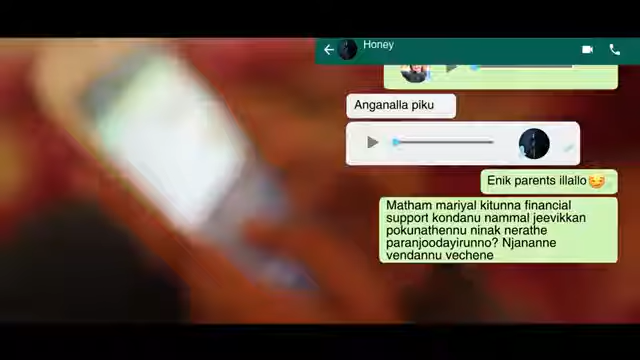 Honey
Anganalla piku
Enik parents illallo😏
Matham mariyal kitunna financial
support kondanu nammal jeevikkan
pokunathennu ninak nerathe
paranjoodayirunno? Njananne
vendannu vechene